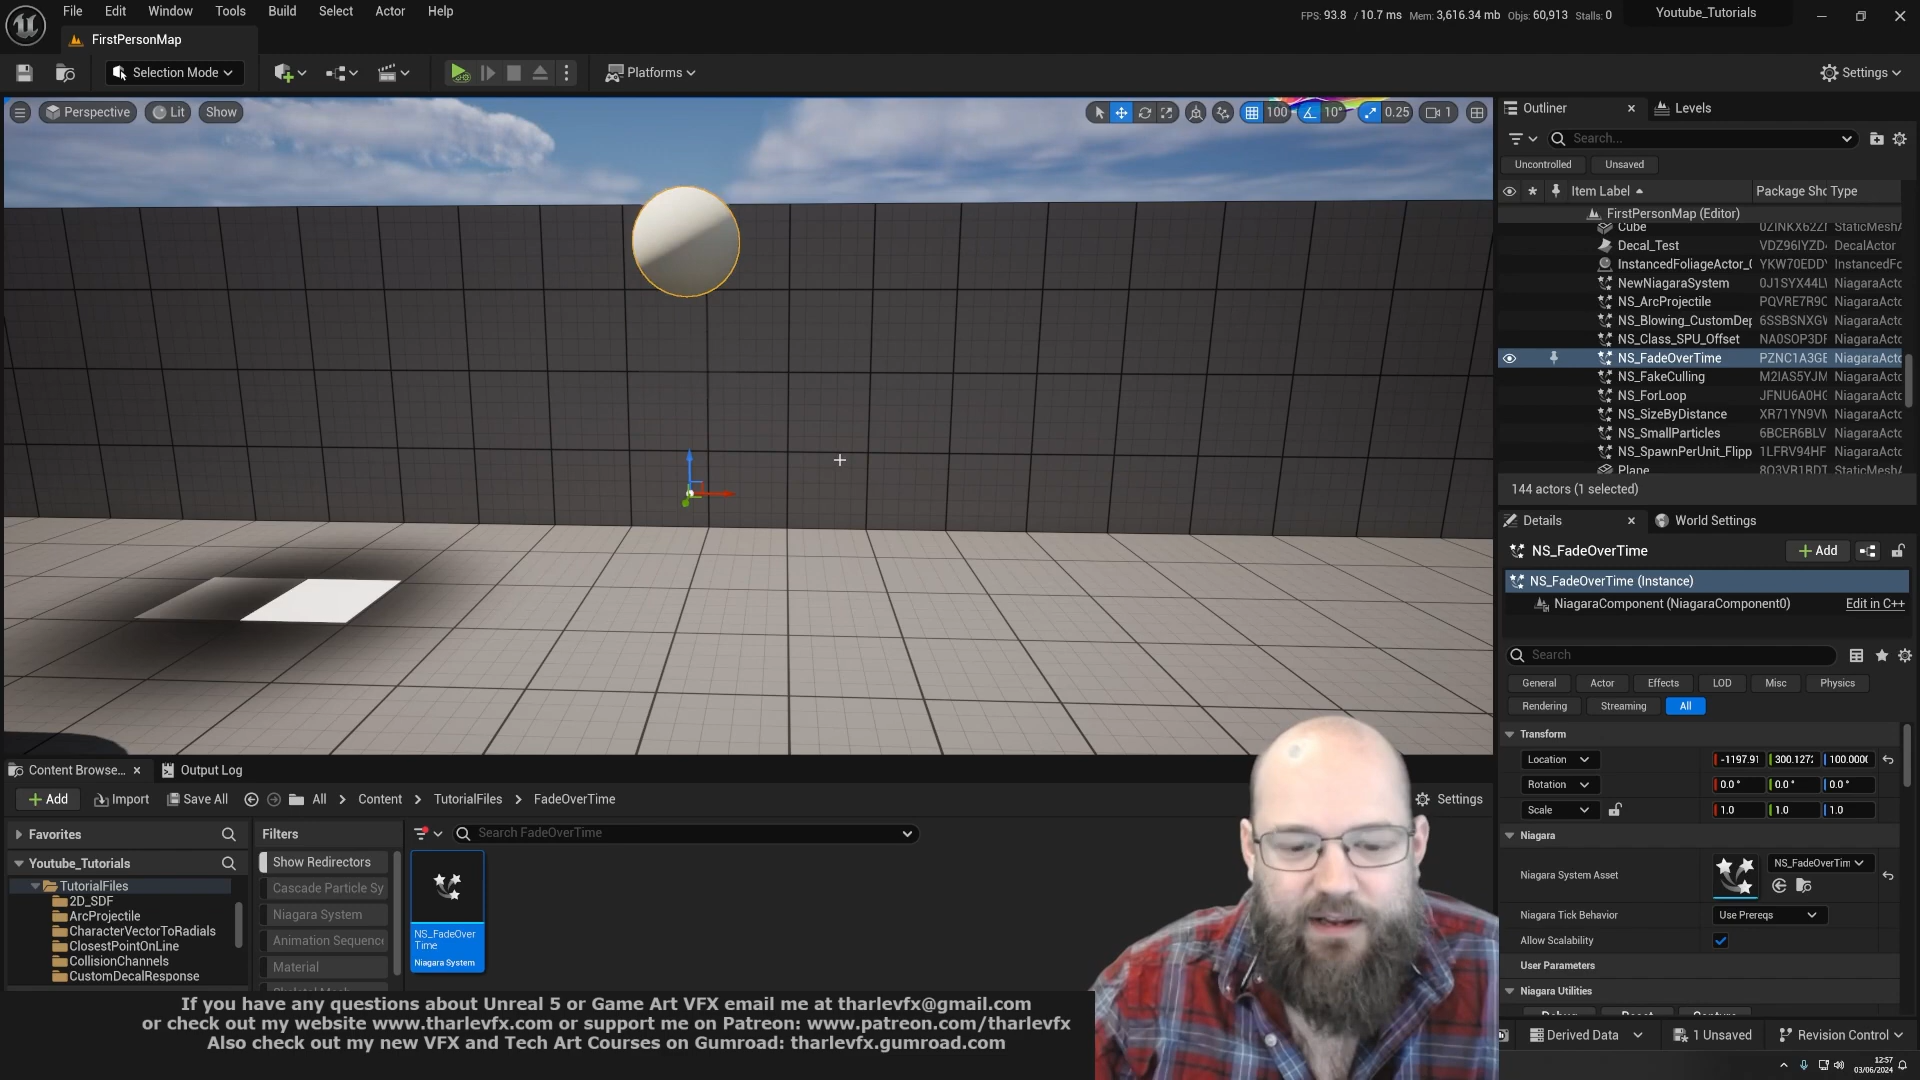 File Edit Window Tools Build Select Actor Help
FPS: 93.8 / 10.7 ms Mem: 3,616.34 mb Objs: 60,913 Stalls: 0
Youtube_Tutorials
FirstPersonMap
Selection Mode
Platforms
Settings
Perspective Lit Show
100 10° 0.25 1
Outliner Levels
Search...
Uncontrolled Unsaved
Item Label Package Sho Type
FirstPersonMap (Editor)
Cube StaticMeshA
Decal_Test VDZ96IYZD DecalActor
InstancedFoliageActor_0 YKW70EDD InstancedFo
NewNiagaraSystem 0J1SYX44L NiagaraActo
NS_ArcProjectile PQVRE7R9C NiagaraActo
NS_Blowing_CustomDep 6SSBSNXG NiagaraActo
NS_Class_SPU_Offset NA0SOP3DF NiagaraActo
NS_FadeOverTime PZNC1A3GE NiagaraActo
NS_FakeCulling M2IAS5YJM NiagaraActo
NS_ForLoop JFNU6A0HG NiagaraActo
NS_SizeByDistance XR71YN9VM NiagaraActo
NS_SmallParticles 6BCER6BLV NiagaraActo
NS_SpawnPerUnit_Flipp 1LFRV94HF NiagaraActo
Plane StaticMeshA
144 actors (1 selected)
Details World Settings
NS_FadeOverTime Add
NS_FadeOverTime (Instance)
NiagaraComponent (NiagaraComponent0) Edit in C++
Search
General Actor Effects LOD Misc Physics
Rendering Streaming All
Transform
Location -1197.91 300.127 100.000
Rotation 0.0 ° 0.0 ° 0.0 °
Scale 1.0 1.0 1.0
Niagara
Niagara System Asset NS_FadeOverTim
Niagara Tick Behavior Use Prereqs
Allow Scalability
User Parameters
Niagara Utilities
Debug Reset Capture
Derived Data 1 Unsaved Revision Control
12:57
03/06/2024
Content Browse... Output Log
Add Import Save All All Content TutorialFiles FadeOverTime Settings
Favorites
Filters
Search FadeOverTime
Youtube_Tutorials
TutorialFiles
2D_SDF
ArcProjectile
CharacterVectorToRadials
ClosestPointOnLine
CollisionChannels
CustomDecalResponse
Show Redirectors
Cascade Particle Sy
Niagara System
Animation Sequence
Material
Skeletal Mesh
NS_FadeOver
Time
Niagara System
If you have any questions about Unreal 5 or Game Art VFX email me at tharlevfx@gmail.com
or check out my website www.tharlevfx.com or support me on Patreon: www.patreon.com/tharlevfx
Also check out my new VFX and Tech Art Courses on Gumroad: tharlevfx.gumroad.com